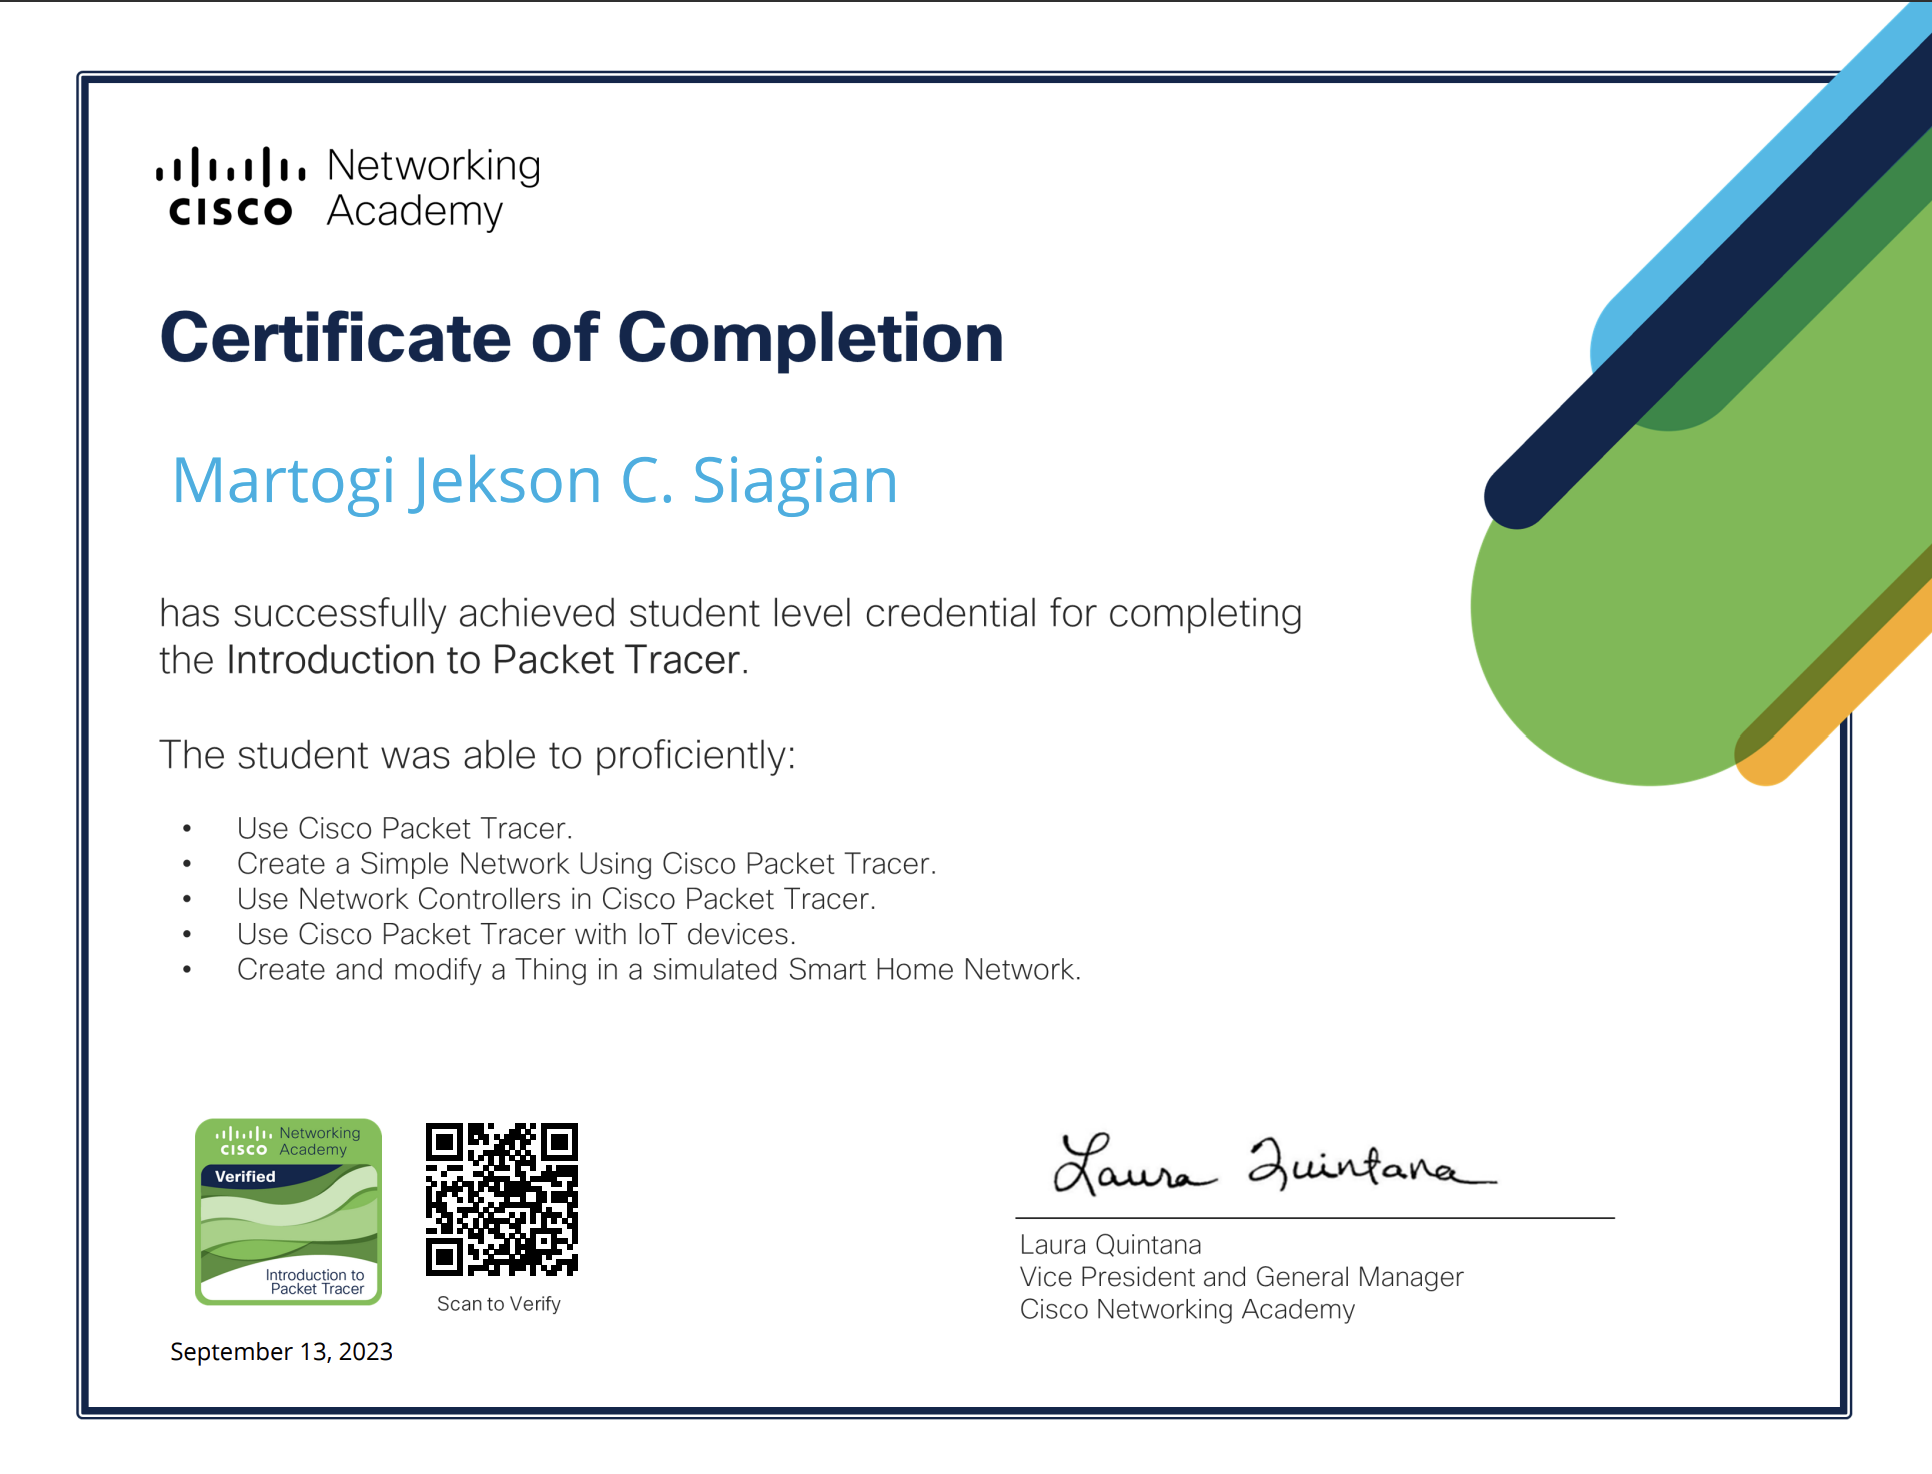 CISCO Networking Academy
Certificate of Completion
Martogi Jekson C. Siagian
has successfully achieved student level credential for completing
the Introduction to Packet Tracer.
The student was able to proficiently:
• Use Cisco Packet Tracer.
• Create a Simple Network Using Cisco Packet Tracer.
• Use Network Controllers in Cisco Packet Tracer.
• Use Cisco Packet Tracer with IoT devices.
• Create and modify a Thing in a simulated Smart Home Network.
CISCO Networking Academy
Verified
Introduction to
Packet Tracer
Scan to Verify
September 13, 2023
Laura Quintana
Laura Quintana
Vice President and General Manager
Cisco Networking Academy